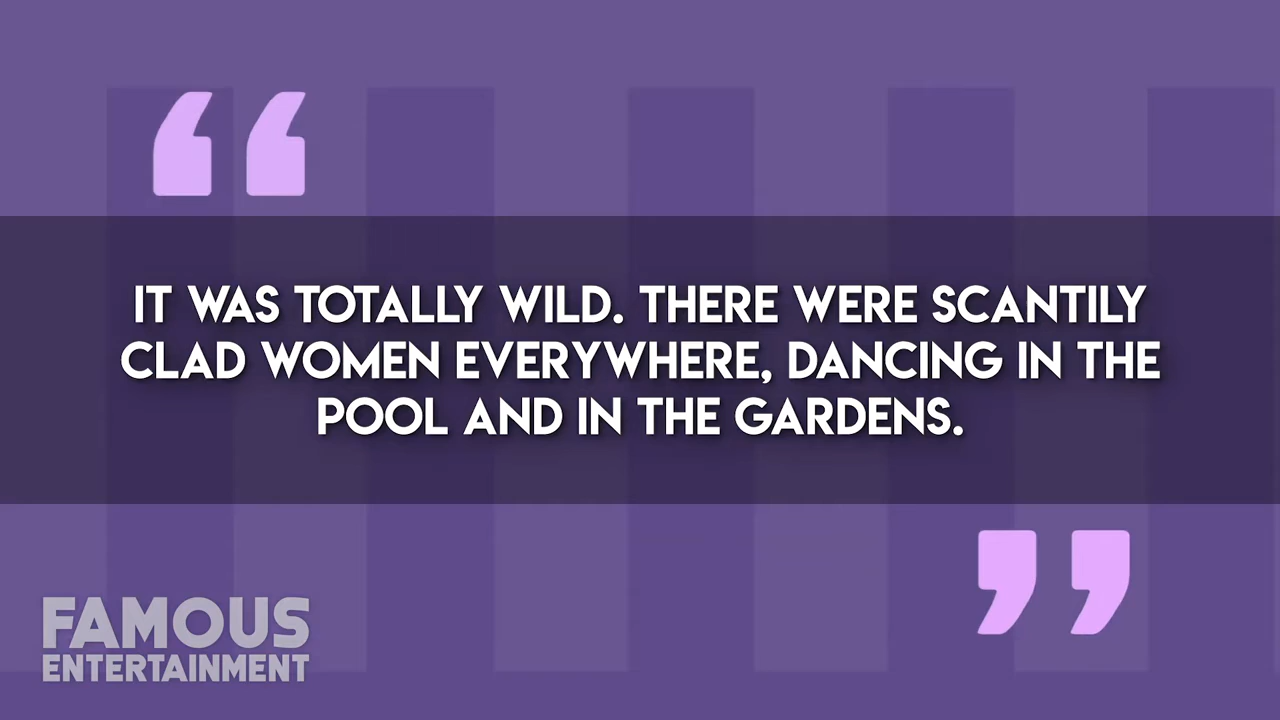 IT WAS TOTALLY WILD. THERE WERE SCANTILY
CLAD WOMEN EVERYWHERE, DANCING IN THE
POOL AND IN THE GARDENS.
FAMOUS
ENTERTAINMENT